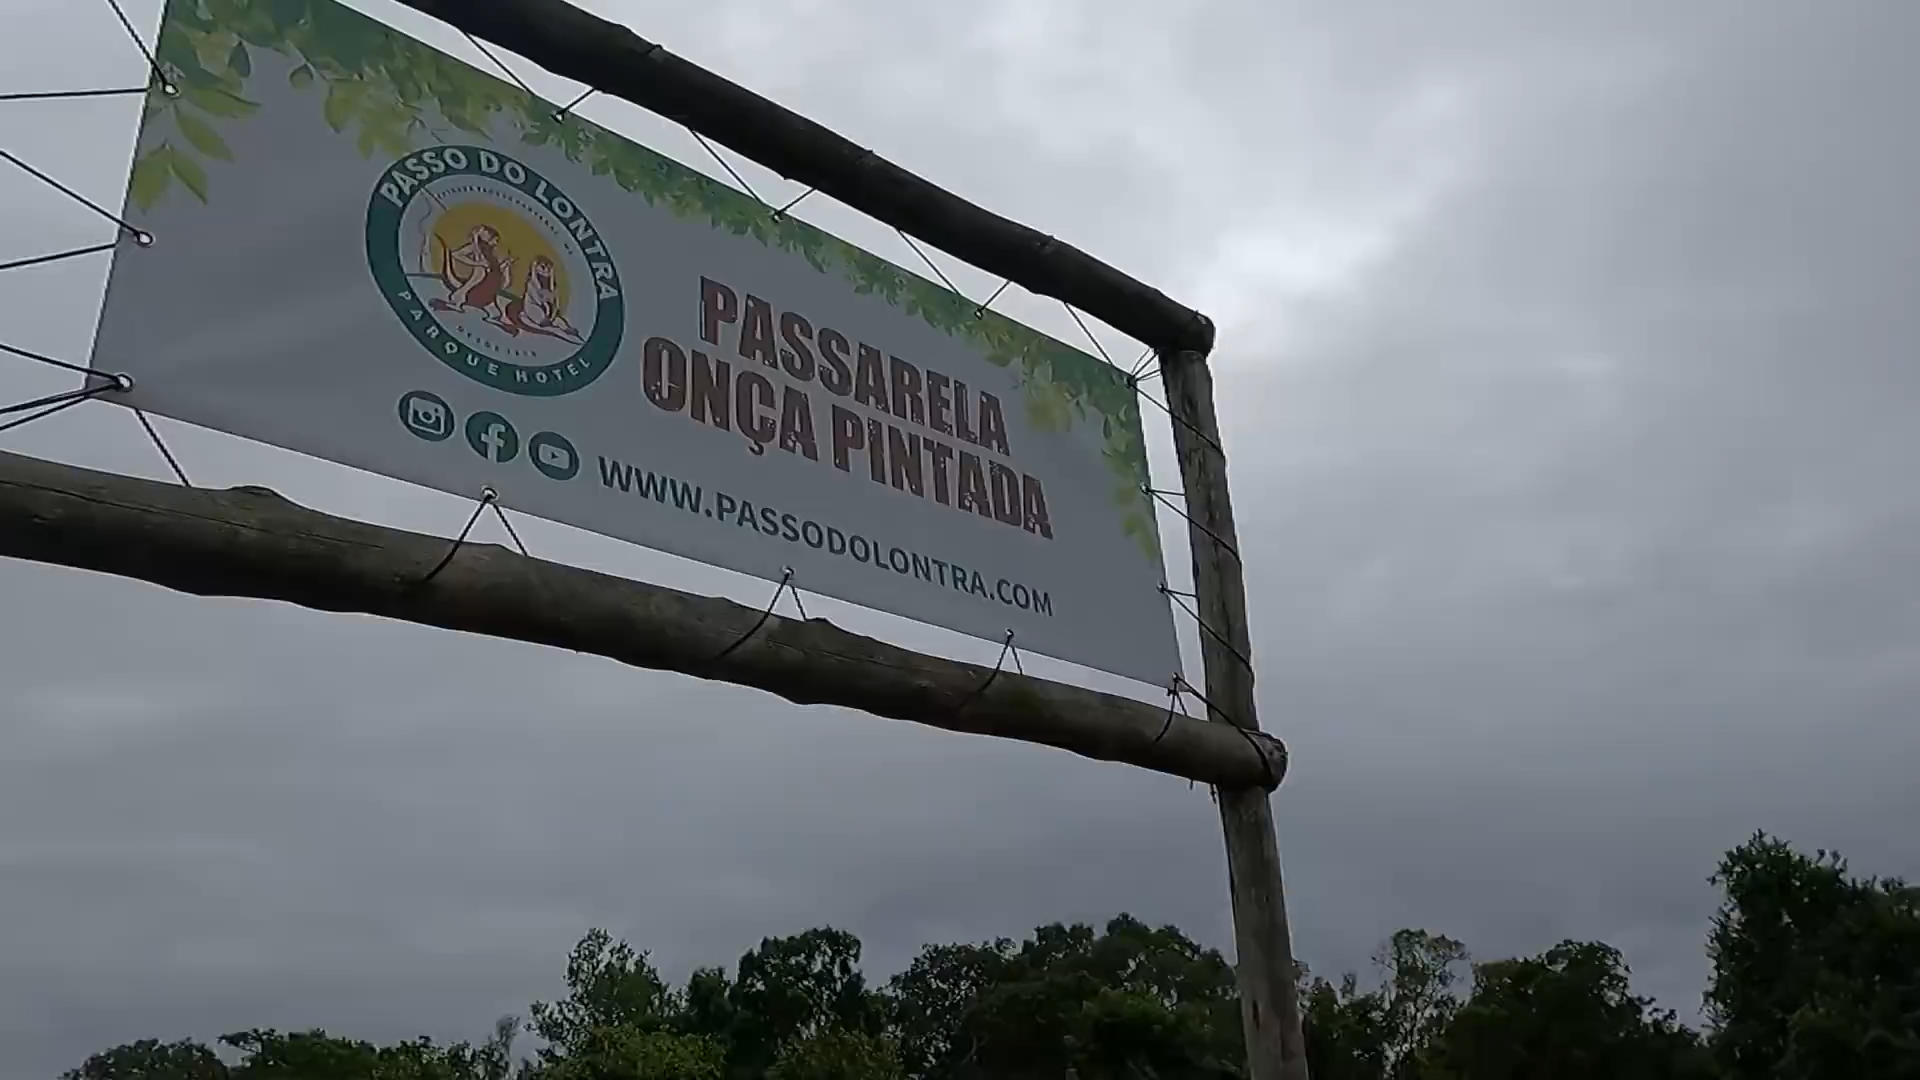 PASSO DO LONTRA
PARQUE HOTEL
PASSARELA
ONÇA PINTADA
WWW.PASSODOLONTRA.COM